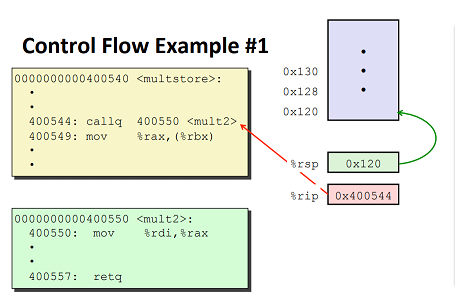 Control Flow Example #1
0000000000400540 <multstore>:
•
•
400544: callq 400550 <mult2>
400549: mov %rax,(%rbx)
•
•
0000000000400550 <mult2>:
400550: mov %rdi,%rax
•
•
400557: retq
•
•
•
0x130
0x128
0x120
%rsp 0x120
%rip 0x400544